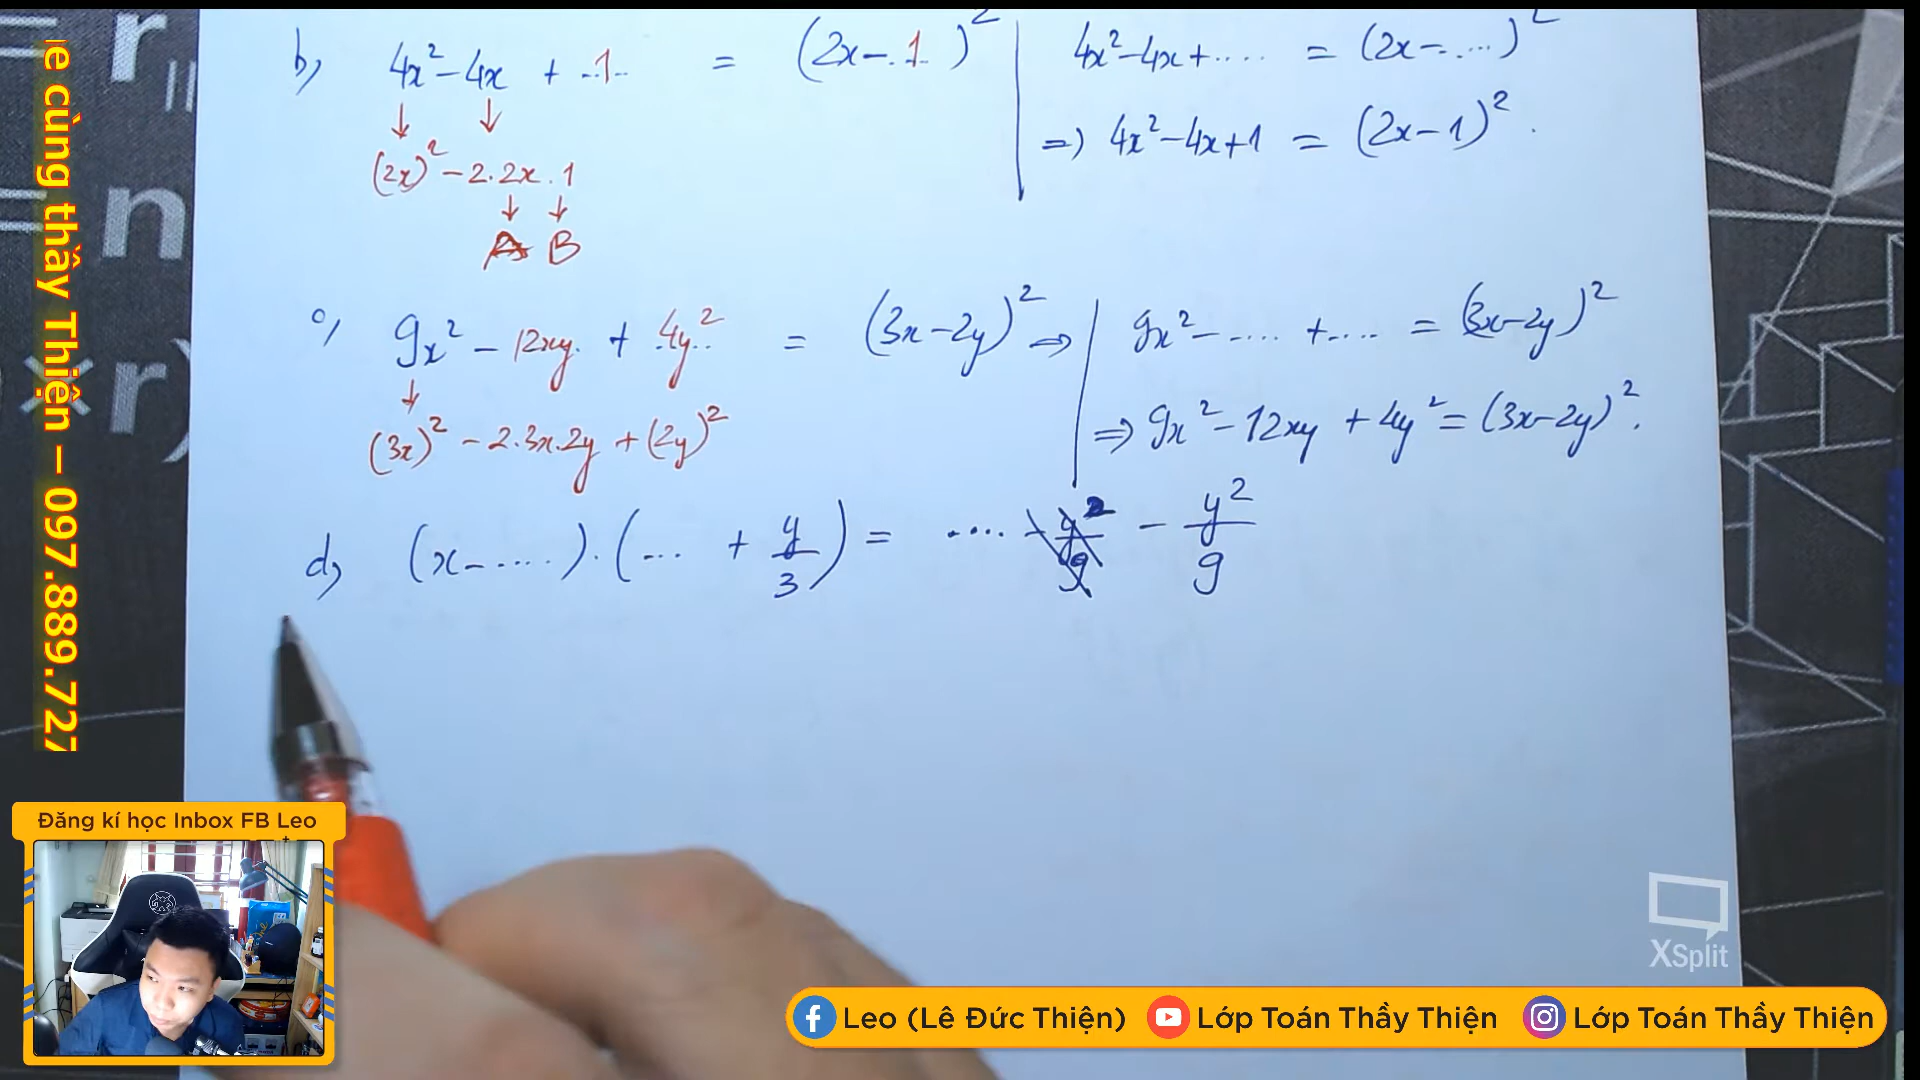 b, 4x² - 4x + ..1.. = (2x - .1.)² | 4x² - 4x + .... = (2x - ....)²
⇒ 4x² - 4x + 1 = (2x - 1)².
(2x)² - 2.2x.1
A B
c, 9x² - 12xy. + .4y².. = (3x - 2y)² ⇒ | 9x² - .... + .... = (3x - 2y)²
(3x)² - 2.3x.2y + (2y)²
⇒ 9x² - 12xy + 4y² = (3x - 2y)².
d, (x - ....).(... + y/3) = .... - y²/9
e cùng thầy Thiện – 097.889.727
Đăng kí học Inbox FB Leo
XSplit
Leo (Lê Đức Thiện) Lớp Toán Thầy Thiện Lớp Toán Thầy Thiện
= r
= n
*r)